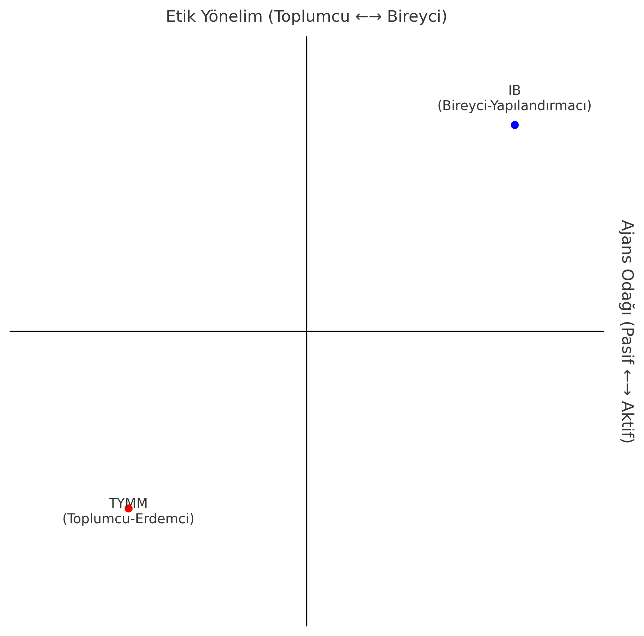 Etik Yönelim (Toplumcu ←→ Bireyci)
IB
(Bireyci-Yapılandırmacı)
Ajans Odağı (Pasif ←→ Aktif)
TYMM
(Toplumcu-Erdemci)